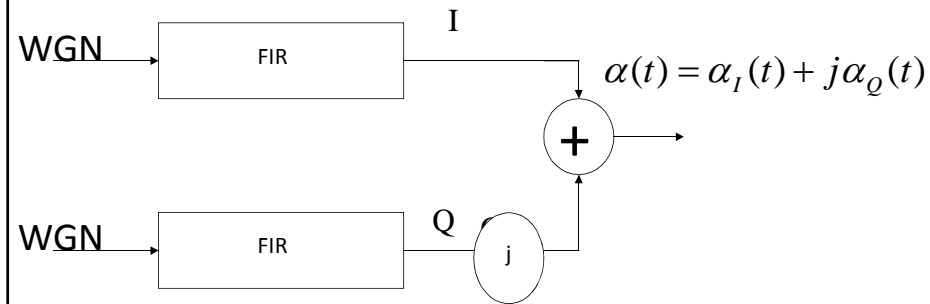 I
WGN
FIR
α(t) = α_I(t) + jα_Q(t)
+
Q
WGN
FIR
j